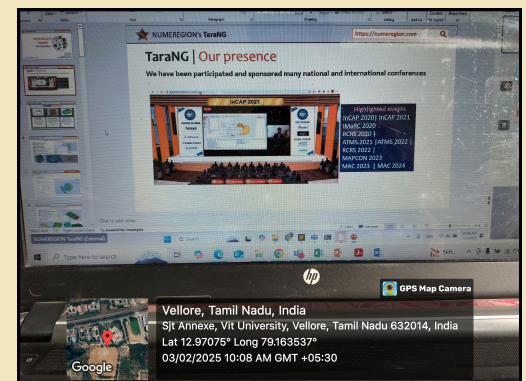 NUMEREGION's TaraNG
https://numeregion.com
TaraNG | Our presence
We have been participated and sponsored many national and international conferences
InCAP 2021
Highlighted events
InCAP 2020| InCAP 2021
IMaRC 2020
RCRS 2020 |
ATMS 2021 |ATMS 2022 |
RCRS 2022 |
MAPCON 2023
MAC 2023 | MAC 2024
Click to add notes
NUMEREGION TaraNG (External)
Search
Type here to search
hp
GPS Map Camera
Vellore, Tamil Nadu, India
Sjt Annexe, Vit University, Vellore, Tamil Nadu 632014, India
Lat 12.97075° Long 79.163537°
03/02/2025 10:08 AM GMT +05:30
Google